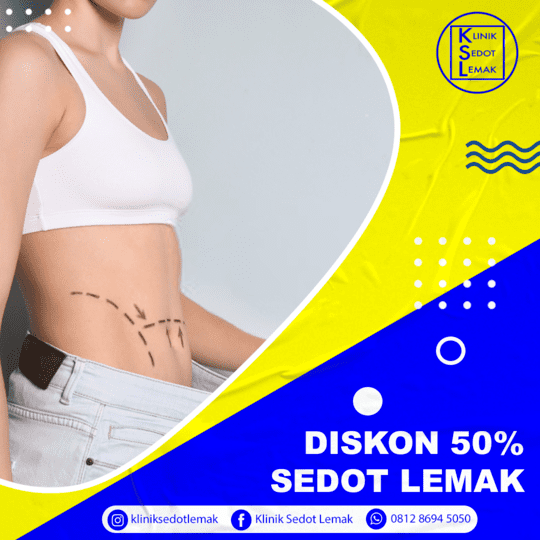 KLINIK
SEDOT
LEMAK
DISKON 50%
SEDOT LEMAK
kliniksedotlemak
Klinik Sedot Lemak
0812 8694 5050